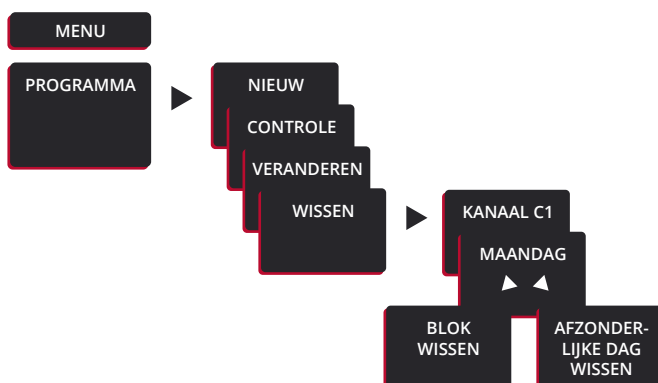 MENU
PROGRAMMA
NIEUW
CONTROLE
VERANDEREN
WISSEN
KANAAL C1
MAANDAG
BLOK
WISSEN
AFZONDER-
LIJKE DAG
WISSEN